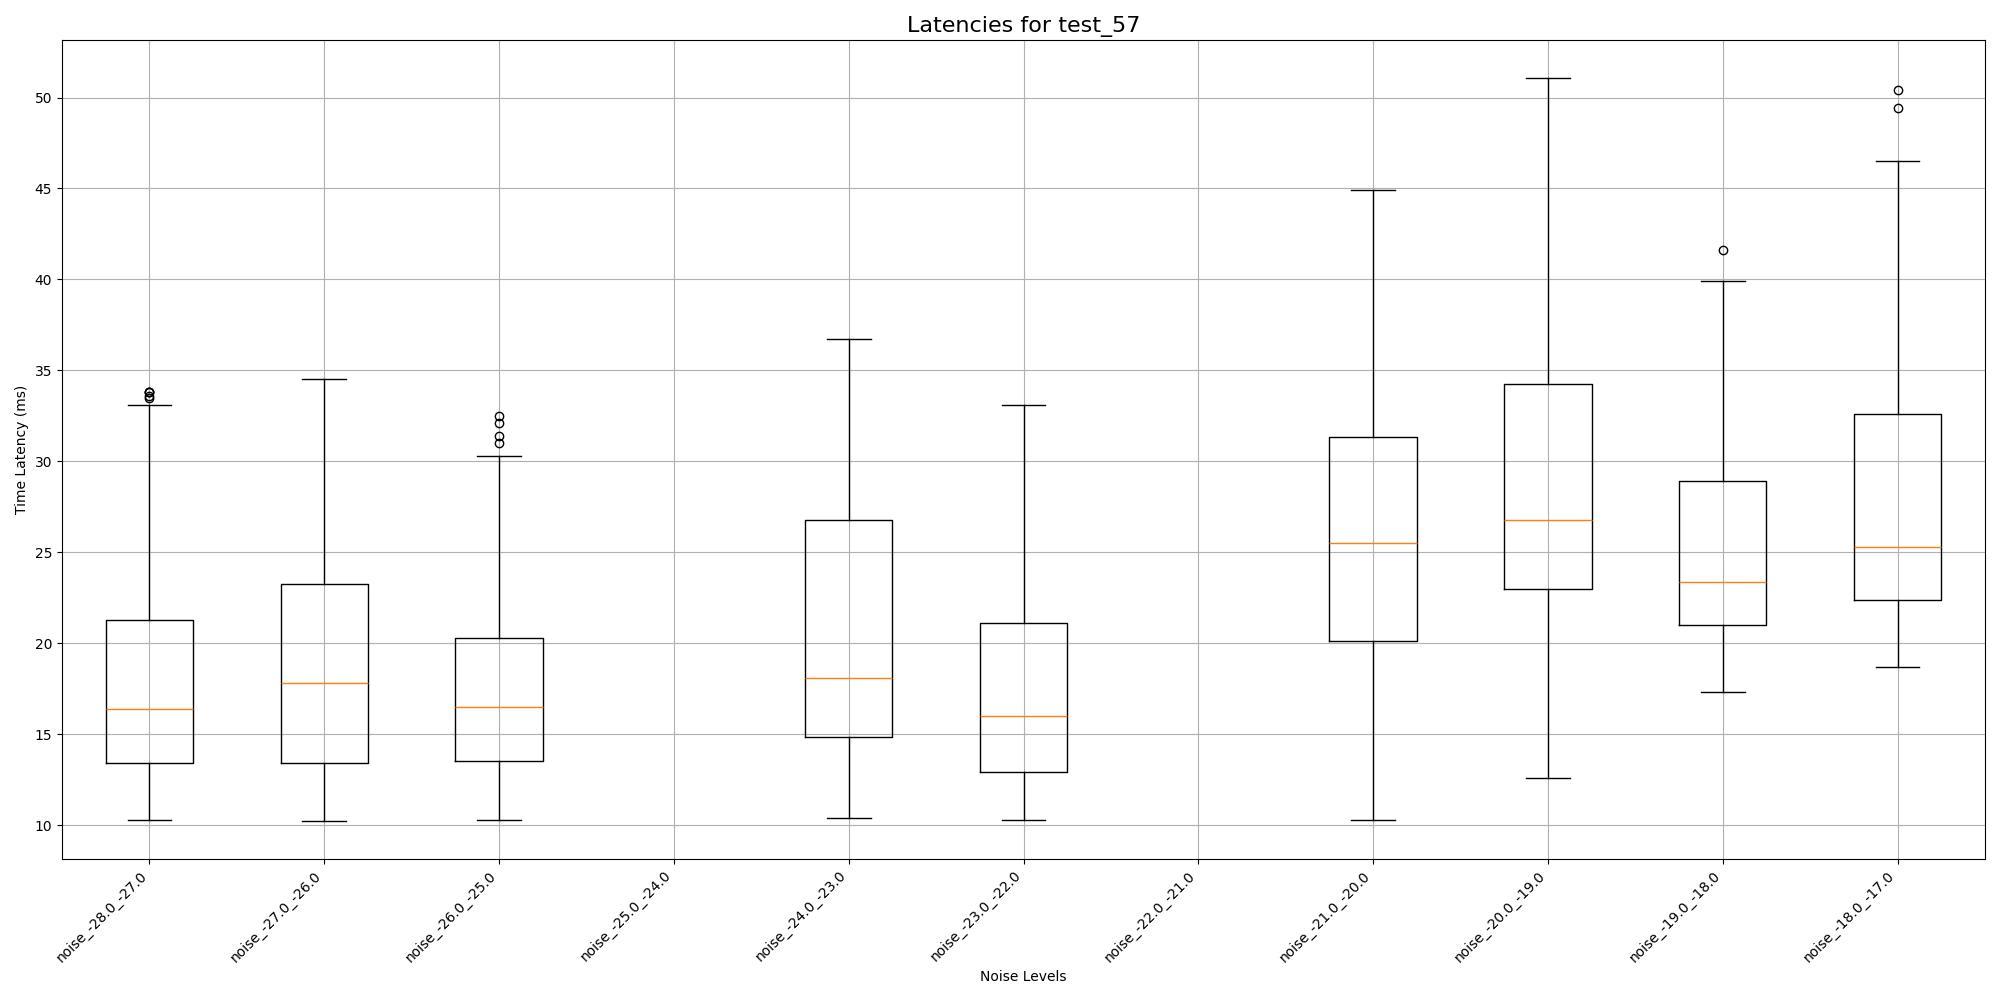 Latencies for test_57
Time Latency (ms)
50
45
40
35
30
25
20
15
10
noise_-28.0_-27.0
noise_-27.0_-26.0
noise_-26.0_-25.0
noise_-25.0_-24.0
noise_-24.0_-23.0
noise_-23.0_-22.0
noise_-22.0_-21.0
noise_-21.0_-20.0
noise_-20.0_-19.0
noise_-19.0_-18.0
noise_-18.0_-17.0
Noise Levels